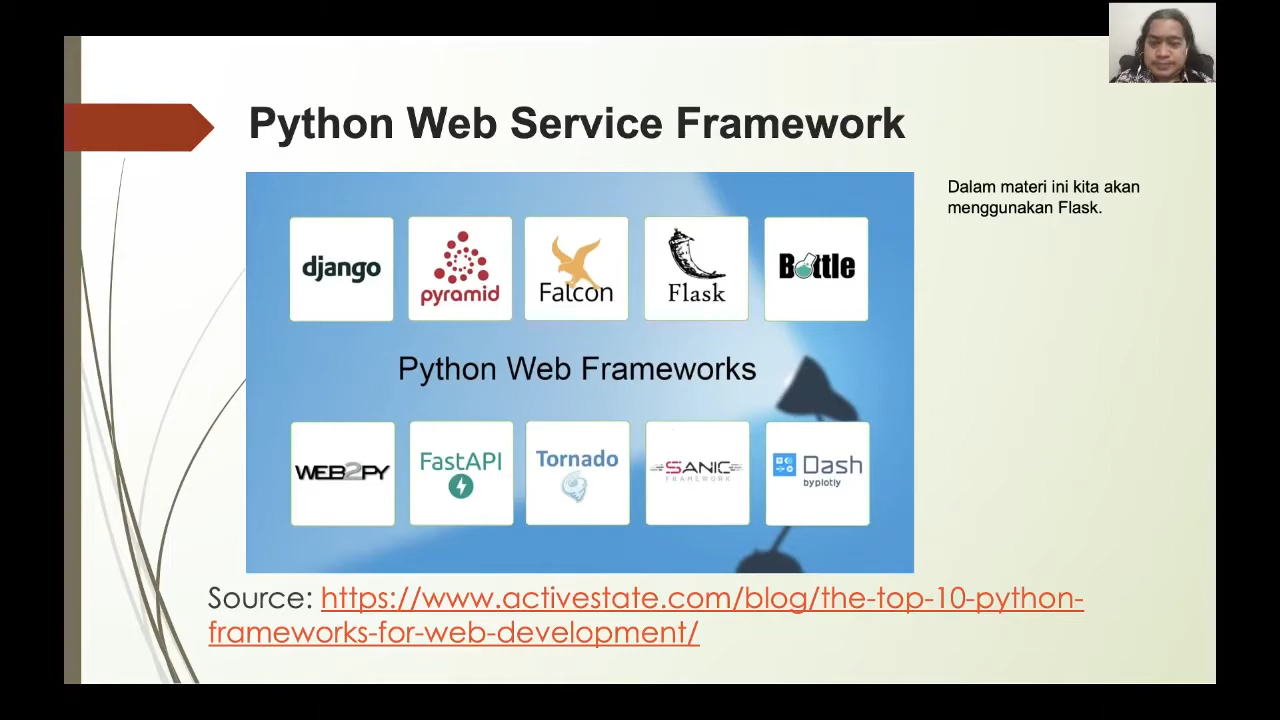 Python Web Service Framework
Dalam materi ini kita akan
menggunakan Flask.
django
pyramid
Falcon
Flask
Bottle
Python Web Frameworks
WEB2PY
FastAPI
Tornado
SANIC
FRAMEWORK
Dash
by plotly
Source: https://www.activestate.com/blog/the-top-10-python-
frameworks-for-web-development/